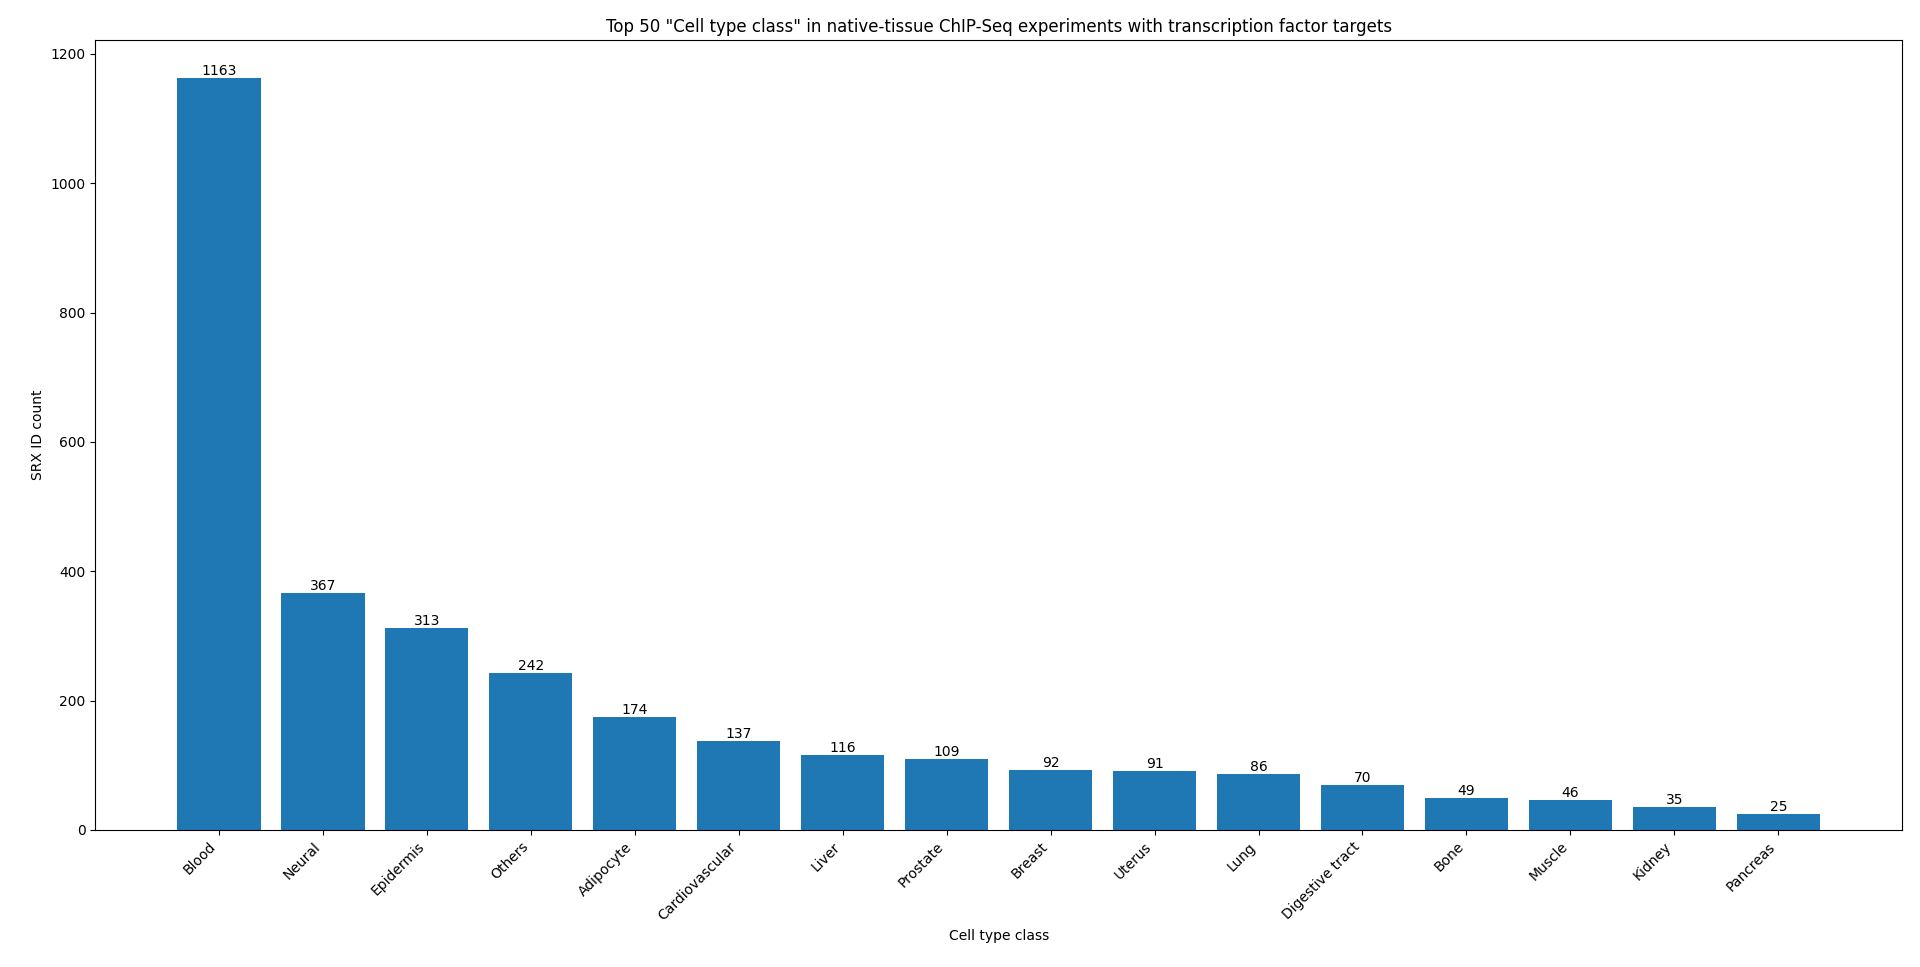 Top 50 "Cell type class" in native-tissue ChIP-Seq experiments with transcription factor targets
SRX ID count
1200
1000
800
600
400
200
0
1163
367
313
242
174
137
116
109
92
91
86
70
49
46
35
25
Blood
Neural
Epidermis
Others
Adipocyte
Cardiovascular
Liver
Prostate
Breast
Uterus
Lung
Digestive tract
Bone
Muscle
Kidney
Pancreas
Cell type class